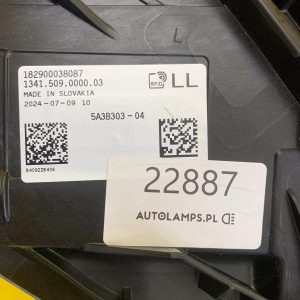 182900038087
1341.509.0000.03
MADE IN SLOVAKIA
2024-07-09 10
RFID
LL
5A3B303-04
22887
AUTOLAMPS.PL
L